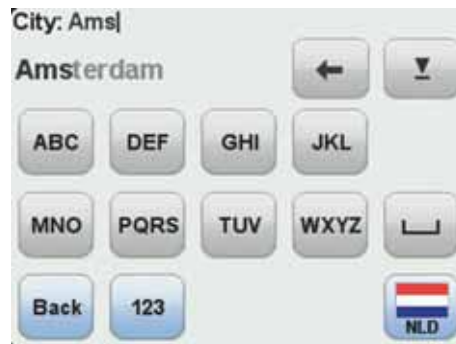 City: Ams
Amsterdam
ABC DEF GHI JKL
MNO PQRS TUV WXYZ
Back 123 NLD